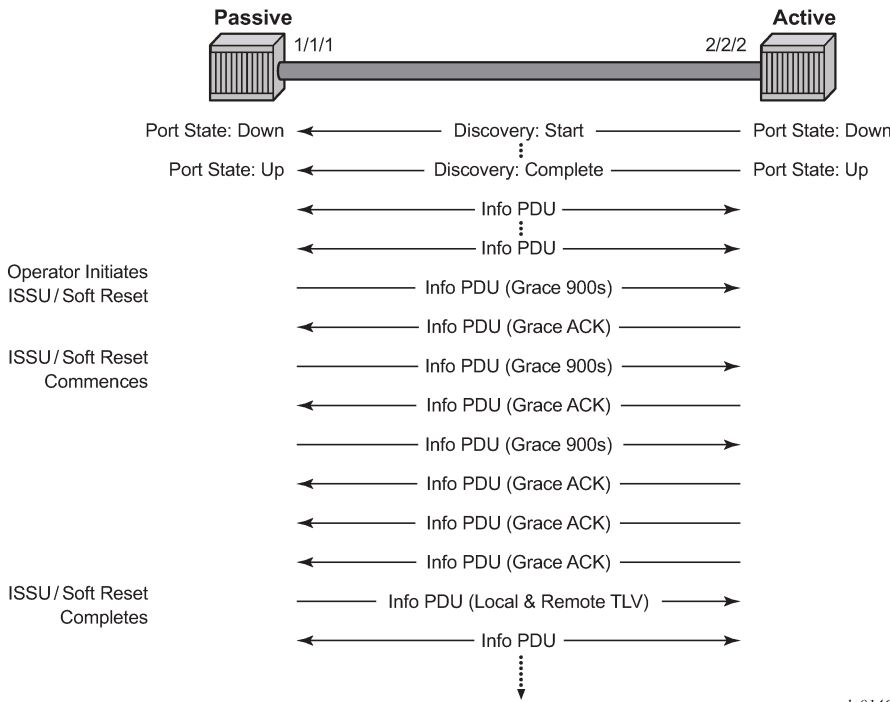 Passive
Active
1/1/1
2/2/2
Port State: Down
Discovery: Start
Port State: Down
Port State: Up
Discovery: Complete
Port State: Up
Info PDU
Info PDU
Operator Initiates
ISSU/Soft Reset
Info PDU (Grace 900s)
Info PDU (Grace ACK)
ISSU/Soft Reset
Commences
Info PDU (Grace 900s)
Info PDU (Grace ACK)
Info PDU (Grace 900s)
Info PDU (Grace ACK)
Info PDU (Grace ACK)
Info PDU (Grace ACK)
ISSU/Soft Reset
Completes
Info PDU (Local & Remote TLV)
Info PDU